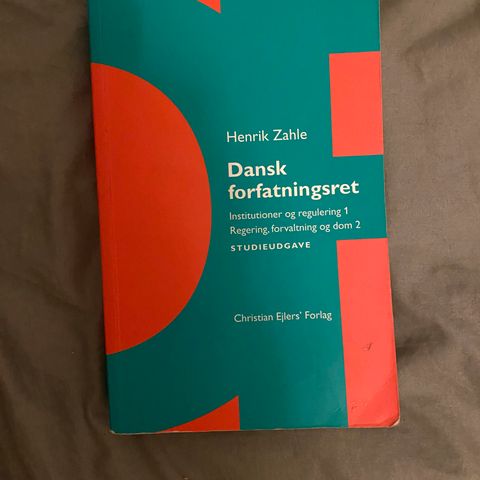 Henrik Zahle
Dansk
forfatningsret
Institutioner og regulering 1
Regering, forvaltning og dom 2
STUDIEUDGAVE
Christian Ejlers' Forlag